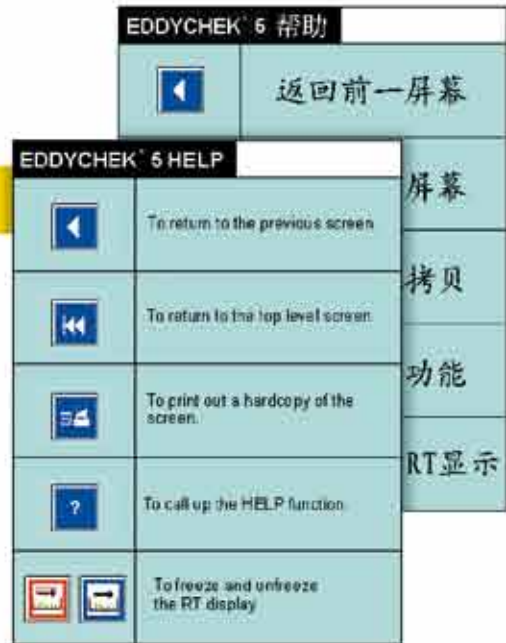 EDDYCHEK® 5 帮助
返回前一屏幕
屏幕
拷贝
功能
RT显示
EDDYCHEK® 5 HELP
To return to the previous screen
To return to the top level screen
To print out a hardcopy of the
screen.
?
To call up the HELP function
To freeze and unfreeze
the RT display